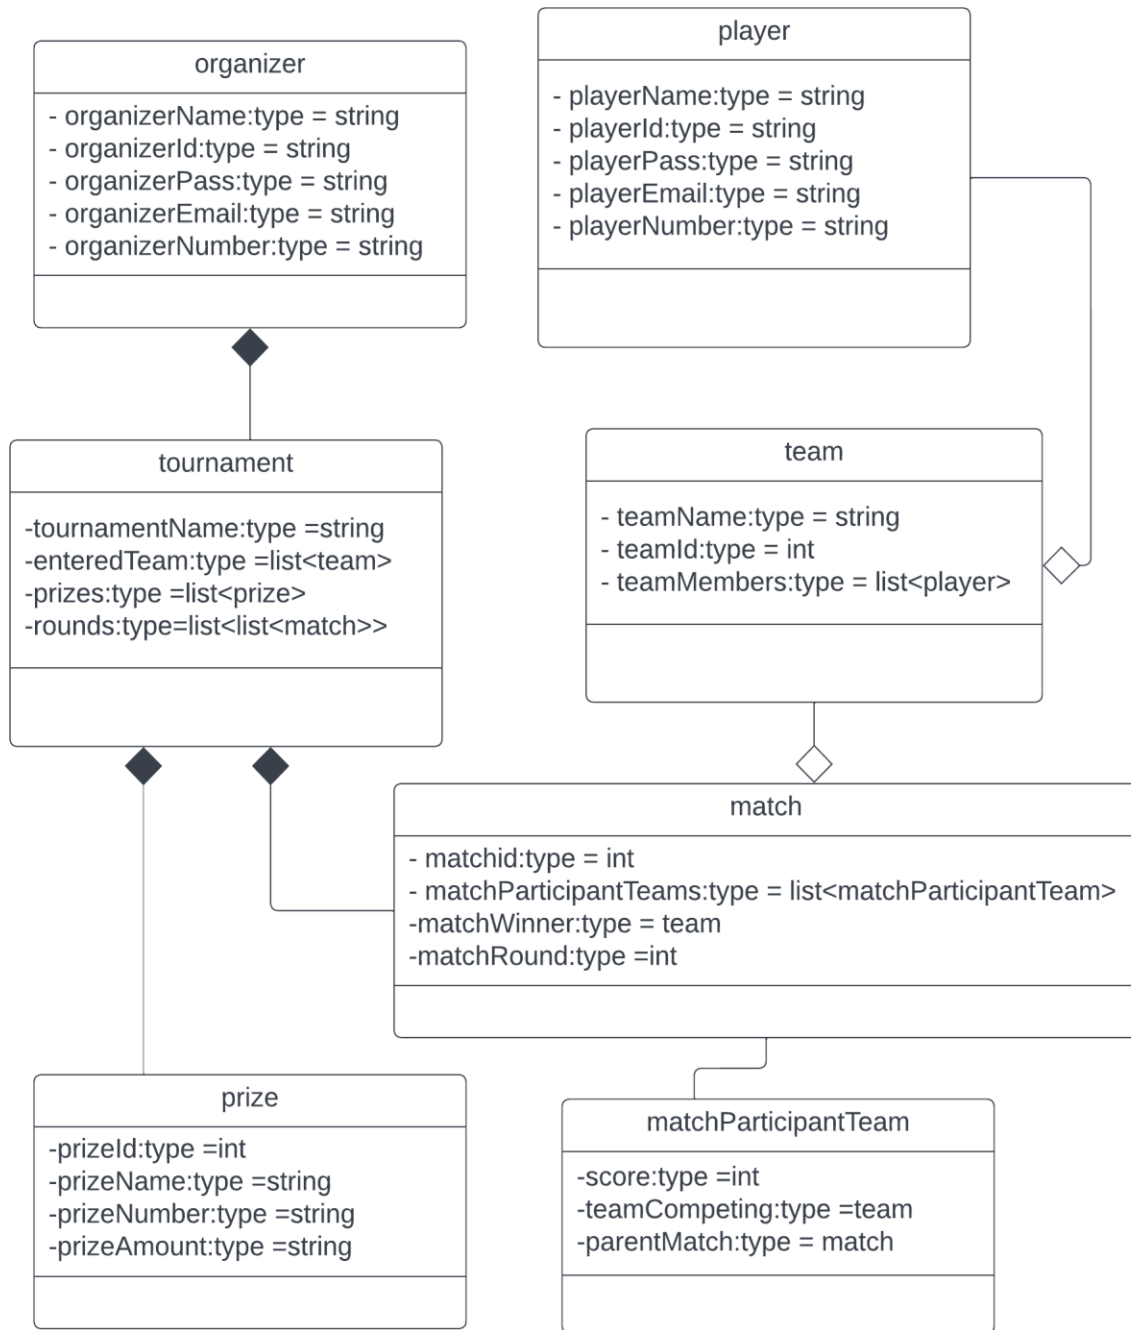 organizer
- organizerName:type = string
- organizerId:type = string
- organizerPass:type = string
- organizerEmail:type = string
- organizerNumber:type = string
player
- playerName:type = string
- playerId:type = string
- playerPass:type = string
- playerEmail:type = string
- playerNumber:type = string
tournament
-tournamentName:type =string
-enteredTeam:type =list<team>
-prizes:type =list<prize>
-rounds:type=list<list<match>>
team
- teamName:type = string
- teamId:type = int
- teamMembers:type = list<player>
match
- matchid:type = int
- matchParticipantTeams:type = list<matchParticipantTeam>
-matchWinner:type = team
-matchRound:type =int
prize
-prizeId:type =int
-prizeName:type =string
-prizeNumber:type =string
-prizeAmount:type =string
matchParticipantTeam
-score:type =int
-teamCompeting:type =team
-parentMatch:type = match